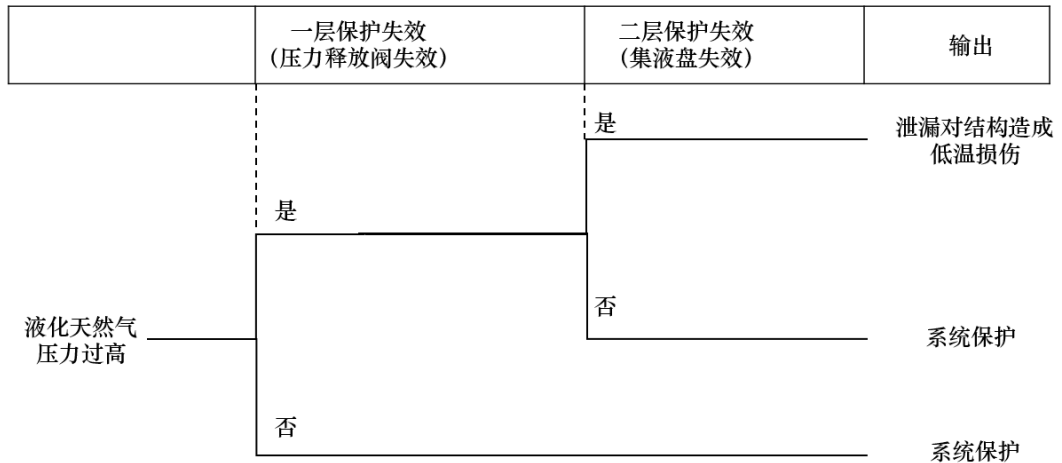 一层保护失效
(压力释放阀失效)
二层保护失效
(集液盘失效)
输出
是
泄漏对结构造成
低温损伤
是
否
液化天然气
压力过高
系统保护
否
系统保护